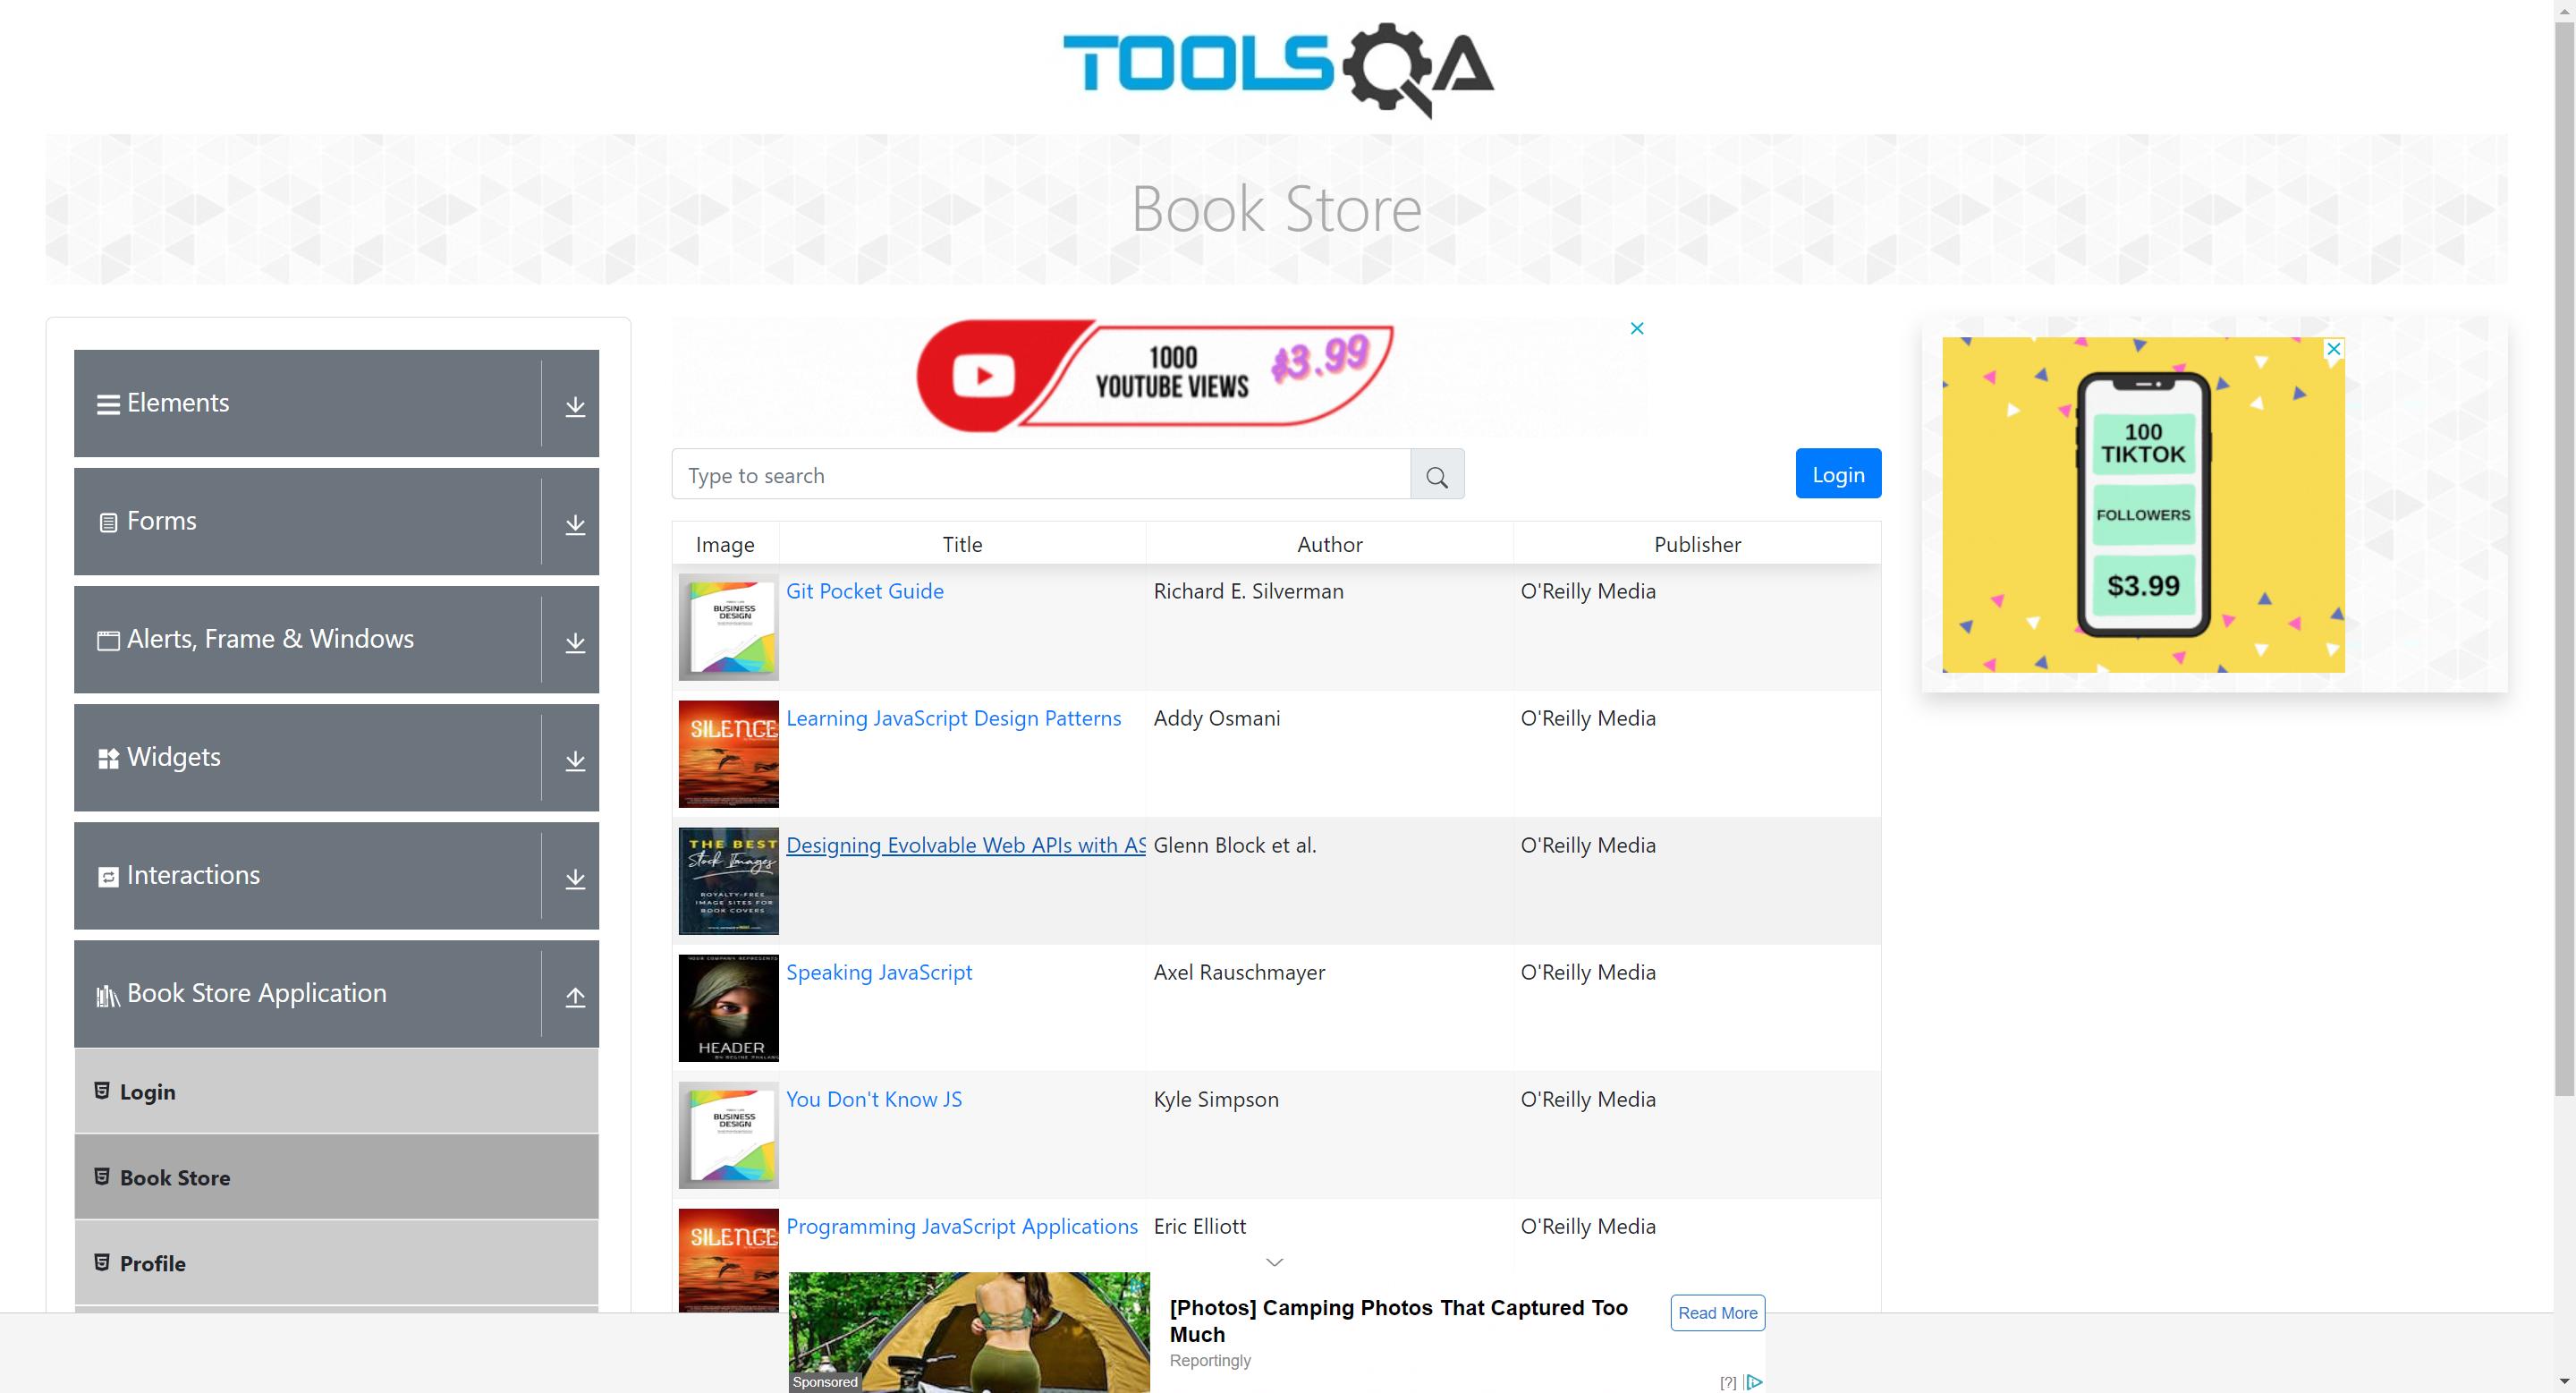 TOOLSQA
Book Store
Elements
Forms
Alerts, Frame & Windows
Widgets
Interactions
Book Store Application
Login
Book Store
Profile
1000
YOUTUBE VIEWS
$3.99
Type to search
Login
Image Title Author Publisher
BUSINESS
DESIGN
Git Pocket Guide Richard E. Silverman O'Reilly Media
SILENCE
Learning JavaScript Design Patterns Addy Osmani O'Reilly Media
THE BEST
Stock Images
ROYALTY-FREE
IMAGE SITES FOR
BOOK COVERS
Designing Evolvable Web APIs with AS Glenn Block et al. O'Reilly Media
YOUR COMPANY REPRESENTS
HEADER
Speaking JavaScript Axel Rauschmayer O'Reilly Media
BUSINESS
DESIGN
You Don't Know JS Kyle Simpson O'Reilly Media
SILENCE
Programming JavaScript Applications Eric Elliott O'Reilly Media
100
TIKTOK
FOLLOWERS
$3.99
[Photos] Camping Photos That Captured Too
Much
Reportingly
Read More
Sponsored
[?]